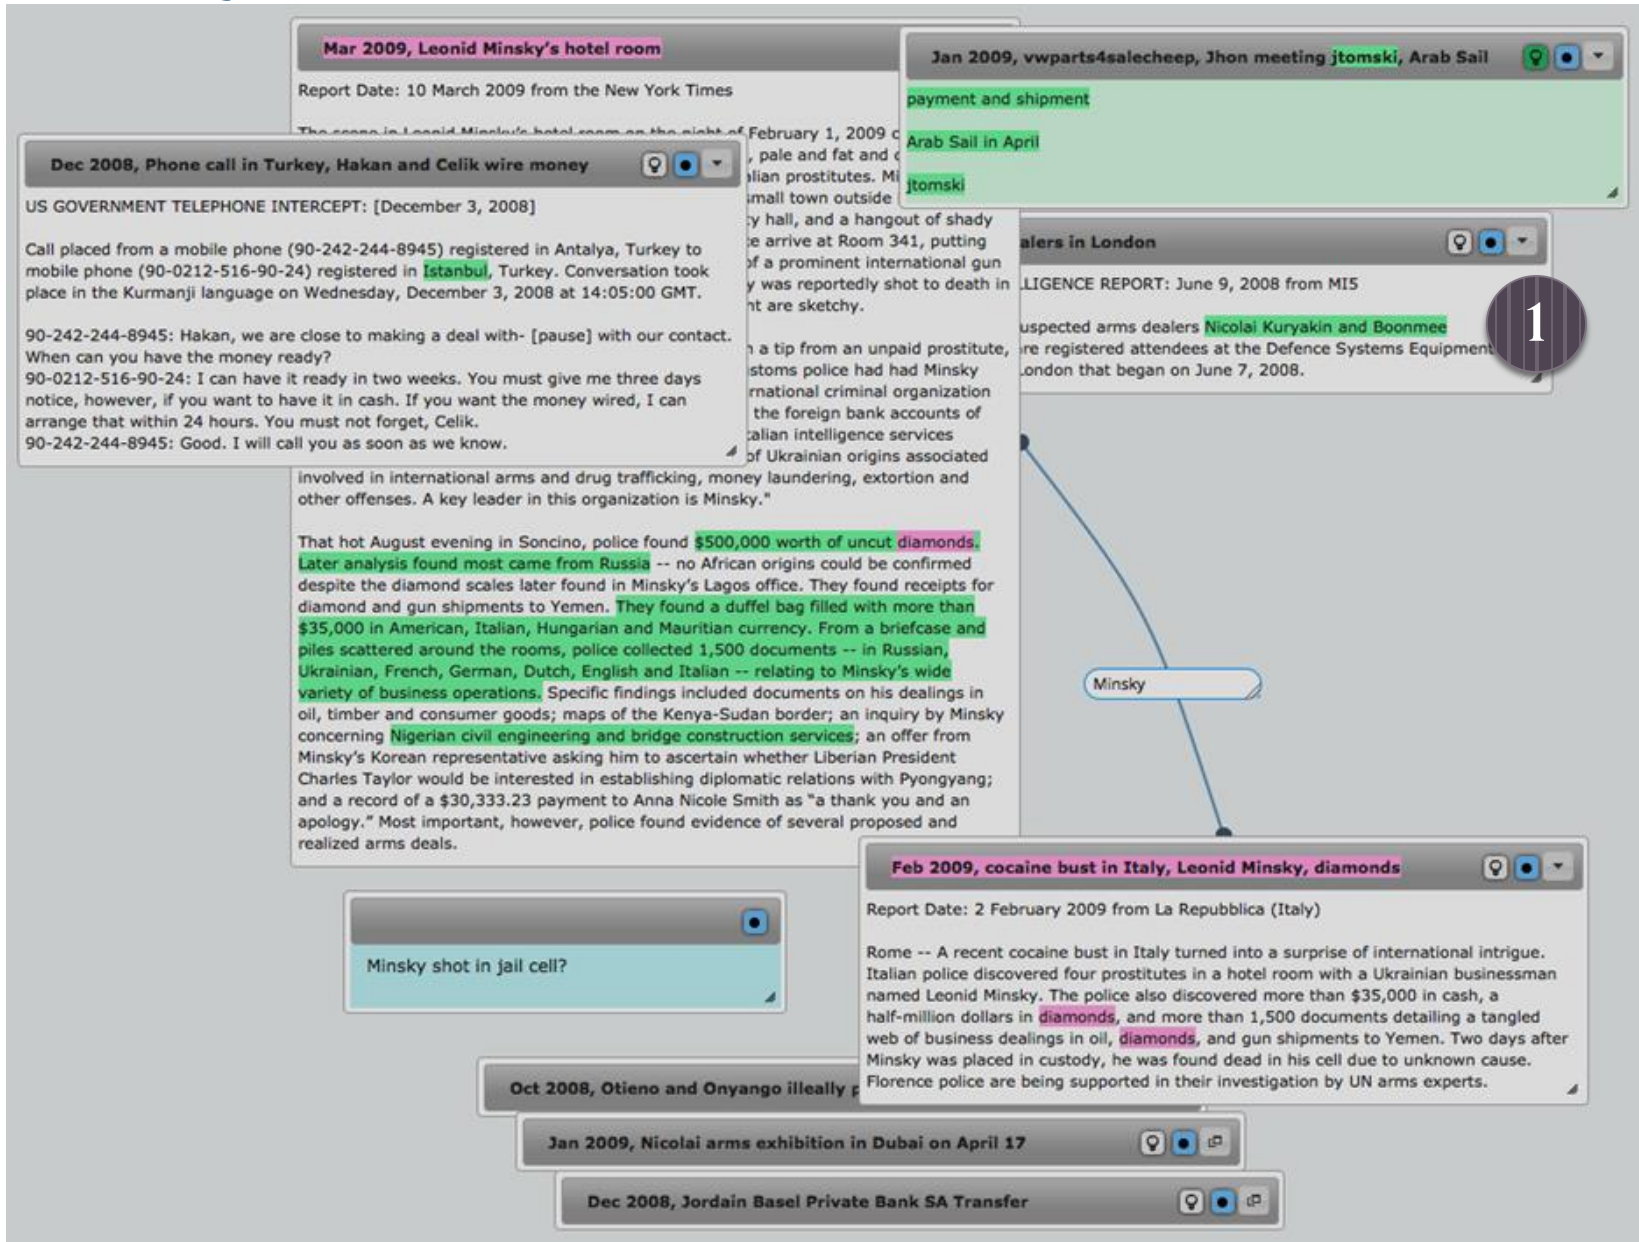 Mar 2009, Leonid Minsky's hotel room
Report Date: 10 March 2009 from the New York Times
The scene in Leonid Minsky's hotel room on the night of February 1, 2009
, pale and fat and
prostitutes.
small town outside
hall, and a hangout of shady
arrive at Room 341, putting
of a prominent international gun
was reportedly shot to death in
are sketchy.
a tip from an unpaid prostitute,
police had had Minsky
criminal organization
the foreign bank accounts of
intelligence services
of Ukrainian origins associated
involved in international arms and drug trafficking, money laundering, extortion and
other offenses. A key leader in this organization is Minsky."
That hot August evening in Soncino, police found $500,000 worth of uncut diamonds.
Later analysis found most came from Russia -- no African origins could be confirmed
despite the diamond scales later found in Minsky's Lagos office. They found receipts for
diamond and gun shipments to Yemen. They found a duffel bag filled with more than
$35,000 in American, Italian, Hungarian and Mauritian currency. From a briefcase and
piles scattered around the rooms, police collected 1,500 documents -- in Russian,
Ukrainian, French, German, Dutch, English and Italian -- relating to Minsky's wide
variety of business operations. Specific findings included documents on his dealings in
oil, timber and consumer goods; maps of the Kenya-Sudan border; an inquiry by Minsky
concerning Nigerian civil engineering and bridge construction services; an offer from
Minsky's Korean representative asking him to ascertain whether Liberian President
Charles Taylor would be interested in establishing diplomatic relations with Pyongyang;
and a record of a $30,333.23 payment to Anna Nicole Smith as "a thank you and an
apology." Most important, however, police found evidence of several proposed and
realized arms deals.
Jan 2009, vwparts4salecheep, Jhon meeting jtomski, Arab Sail
payment and shipment
Arab Sail in April
jtomski
Dec 2008, Phone call in Turkey, Hakan and Celik wire money
US GOVERNMENT TELEPHONE INTERCEPT: [December 3, 2008]
Call placed from a mobile phone (90-242-244-8945) registered in Antalya, Turkey to
mobile phone (90-0212-516-90-24) registered in Istanbul, Turkey. Conversation took
place in the Kurmanji language on Wednesday, December 3, 2008 at 14:05:00 GMT.
90-242-244-8945: Hakan, we are close to making a deal with- [pause] with our contact.
When can you have the money ready?
90-0212-516-90-24: I can have it ready in two weeks. You must give me three days
notice, however, if you want to have it in cash. If you want the money wired, I can
arrange that within 24 hours. You must not forget, Celik.
90-242-244-8945: Good. I will call you as soon as we know.
alers in London
LLIGENCE REPORT: June 9, 2008 from MI5
uspected arms dealers Nicolai Kuryakin and Boonmee
re registered attendees at the Defence Systems Equipment
London that began on June 7, 2008.
1
Minsky
Feb 2009, cocaine bust in Italy, Leonid Minsky, diamonds
Report Date: 2 February 2009 from La Repubblica (Italy)
Rome -- A recent cocaine bust in Italy turned into a surprise of international intrigue.
Italian police discovered four prostitutes in a hotel room with a Ukrainian businessman
named Leonid Minsky. The police also discovered more than $35,000 in cash, a
half-million dollars in diamonds, and more than 1,500 documents detailing a tangled
web of business dealings in oil, diamonds, and gun shipments to Yemen. Two days after
Minsky was placed in custody, he was found dead in his cell due to unknown cause.
Florence police are being supported in their investigation by UN arms experts.
Minsky shot in jail cell?
Oct 2008, Otieno and Onyango illeally
Jan 2009, Nicolai arms exhibition in Dubai on April 17
Dec 2008, Jordain Basel Private Bank SA Transfer